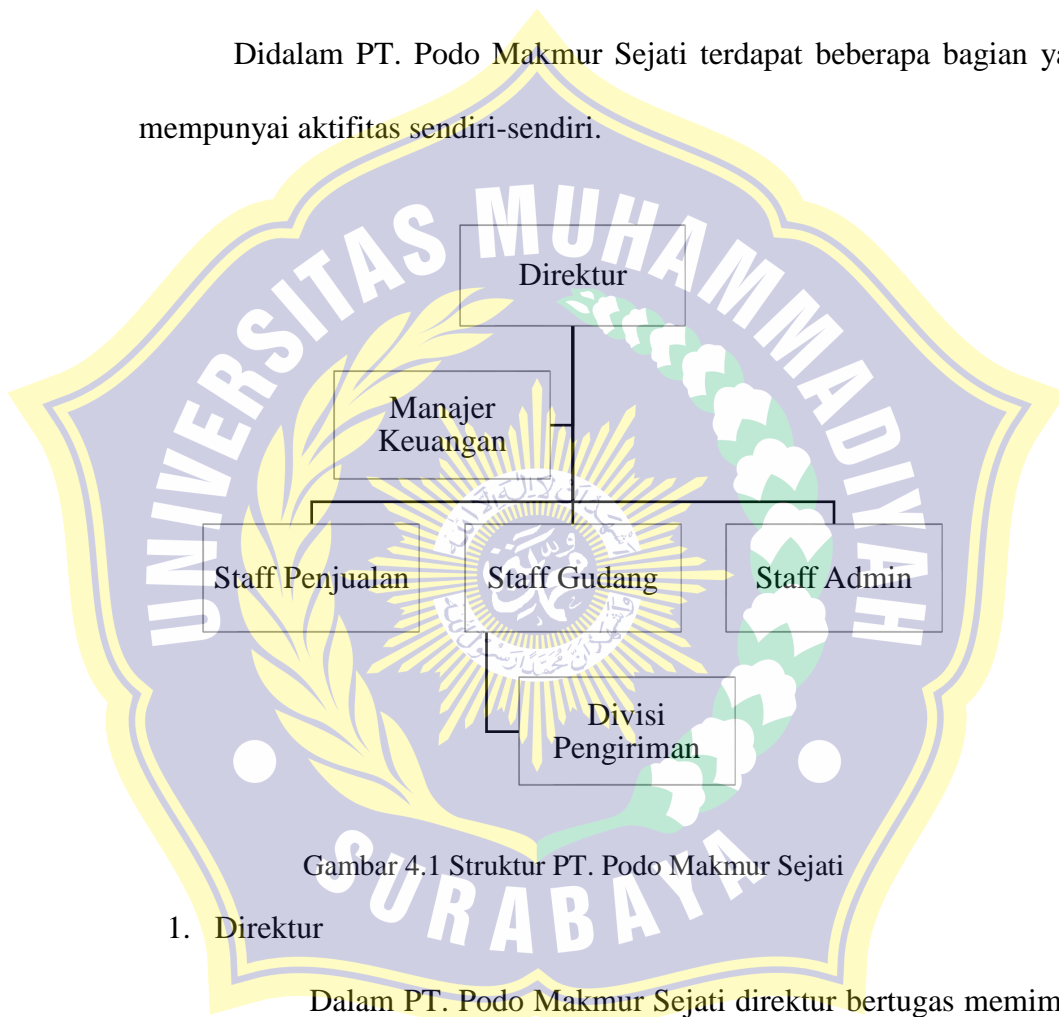 Didalam PT. Podo Makmur Sejati terdapat beberapa bagian
mempunyai aktifitas sendiri-sendiri.
UNIVERSITAS MUHAMMADIYAH
Direktur
Manajer
Keuangan
Staff Penjualan
Staff Gudang
Staff Admin
Divisi
Pengiriman
Gambar 4.1 Struktur PT. Podo Makmur Sejati
SURABAYA
1. Direktur
Dalam PT. Podo Makmur Sejati direktur bertugas